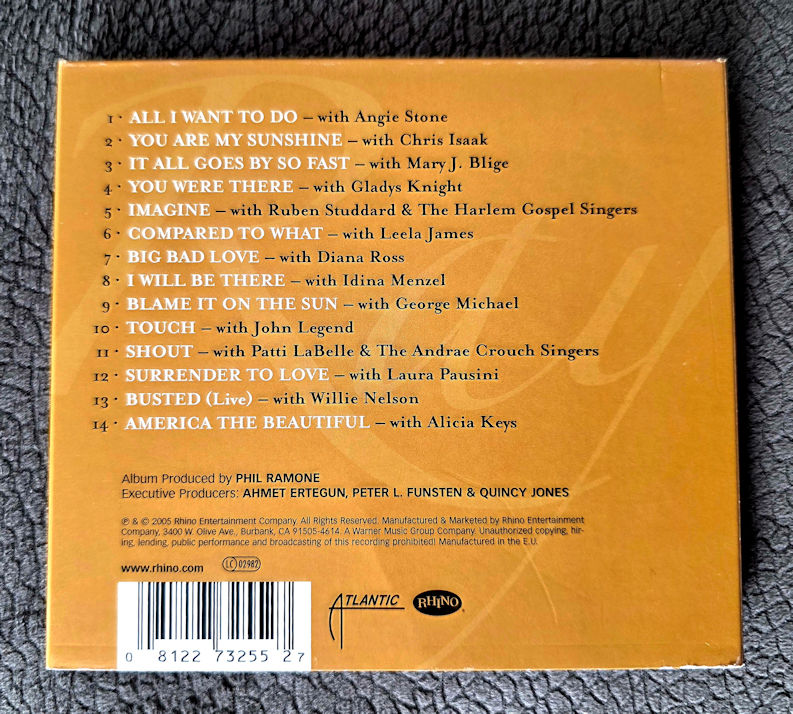 1 · ALL I WANT TO DO – with Angie Stone
2 · YOU ARE MY SUNSHINE – with Chris Isaak
3 · IT ALL GOES BY SO FAST – with Mary J. Blige
4 · YOU WERE THERE – with Gladys Knight
5 · IMAGINE – with Ruben Studdard & The Harlem Gospel Singers
6 · COMPARED TO WHAT – with Leela James
7 · BIG BAD LOVE – with Diana Ross
8 · I WILL BE THERE – with Idina Menzel
9 · BLAME IT ON THE SUN – with George Michael
10 · TOUCH – with John Legend
11 · SHOUT – with Patti LaBelle & The Andrae Crouch Singers
12 · SURRENDER TO LOVE – with Laura Pausini
13 · BUSTED (Live) – with Willie Nelson
14 · AMERICA THE BEAUTIFUL – with Alicia Keys
Album Produced by PHIL RAMONE
Executive Producers: AHMET ERTEGUN, PETER L. FUNSTEN & QUINCY JONES
℗ & © 2005 Rhino Entertainment Company. All Rights Reserved. Manufactured & Marketed by Rhino Entertainment
Company, 3400 W. Olive Ave., Burbank, CA 91505-4614. A Warner Music Group Company. Unauthorized copying, hir-
ing, lending, public performance and broadcasting of this recording prohibited! Manufactured in the E.U.
www.rhino.com LC 02982
ATLANTIC RHINO
0 8122 73255 27
Ray